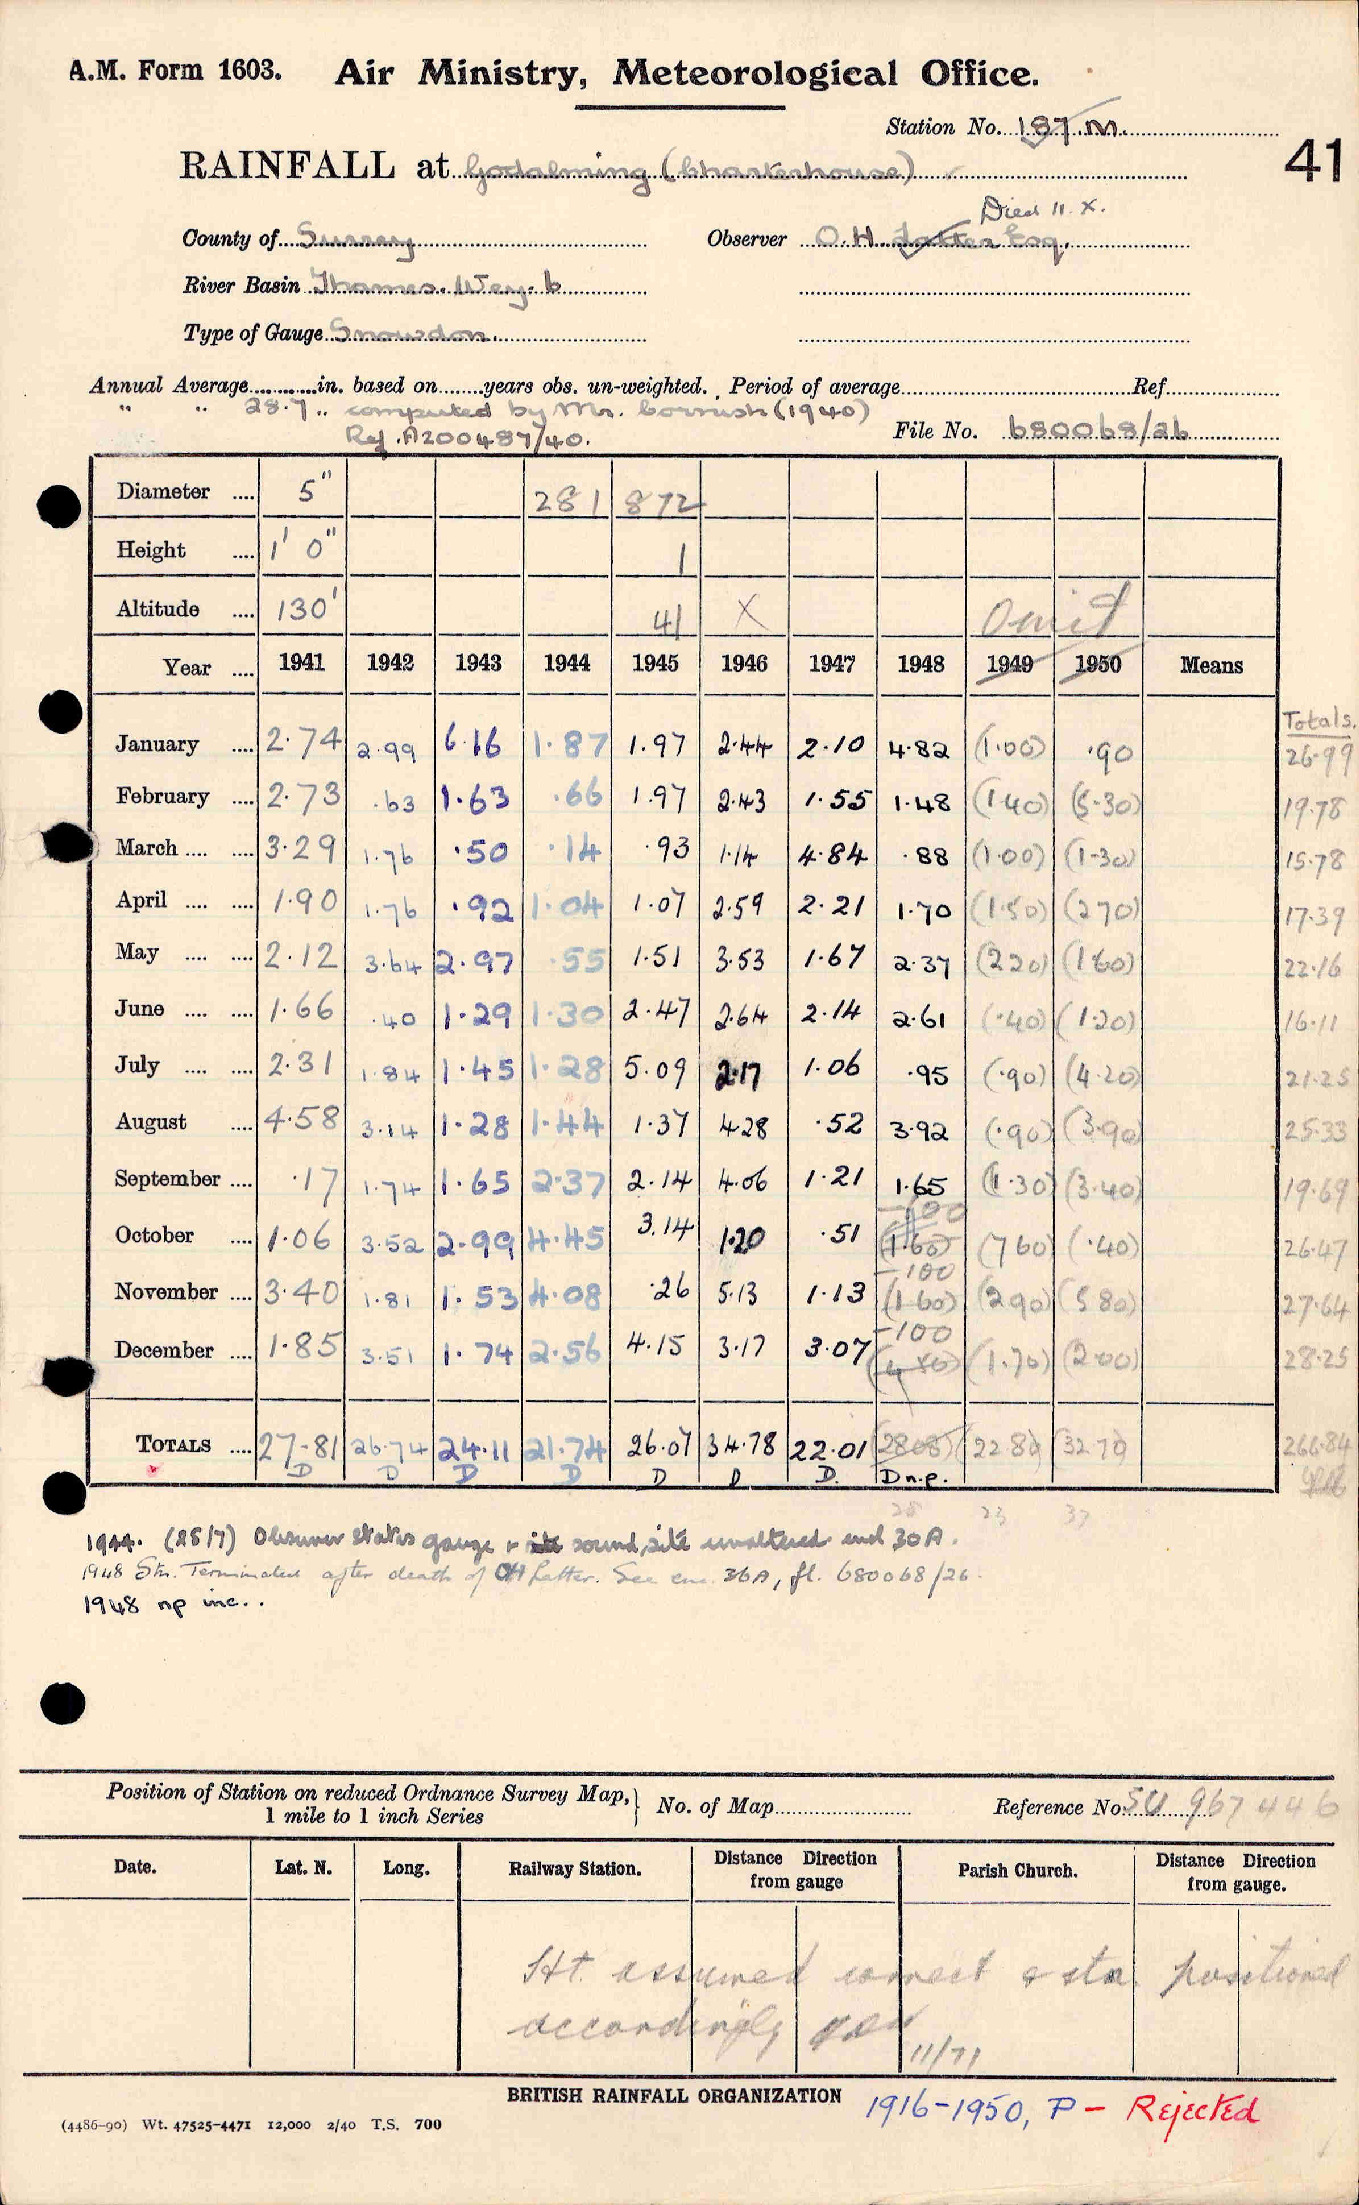 A.M. Form 1603. Air Ministry, Meteorological Office.
Station No. 187.M.
41
RAINFALL at Godalming (Charterhouse)
Died 11. X.
County of Surrey Observer O. H. Latter Esq.
River Basin Thames. Wey. b
Type of Gauge Snowdon.
Annual Average............in. based on.......years obs. un-weighted. Period of average Ref.
" " 28.7 " computed by Mr. Cornish (1940)
Ref. A200487/40. File No. 680068/26
Diameter .... 5" 281 872
Height .... 1' 0" 1
Altitude .... 130' 41 X Omit
Year .... 1941 1942 1943 1944 1945 1946 1947 1948 1949 1950 Means
Totals.
January .... 2.74 2.99 6.16 1.87 1.97 2.44 2.10 4.82 (1.00) .90 26.99
February .... 2.73 .63 1.63 .66 1.97 2.43 1.55 1.48 (1.40) (5.30) 19.78
March .... .... 3.29 1.76 .50 .14 .93 1.14 4.84 .88 (1.00) (1.30) 15.78
April .... .... 1.90 1.76 .92 1.04 1.07 2.59 2.21 1.70 (1.50) (2.70) 17.39
May .... .... 2.12 3.64 2.97 .55 1.51 3.53 1.67 2.37 (2.20) (1.60) 22.16
June .... .... 1.66 .40 1.29 1.30 2.47 2.64 2.14 2.61 (.40) (1.20) 16.11
July .... .... 2.31 1.84 1.45 1.28 5.09 2.17 1.06 .95 (.90) (4.20) 21.25
August .... 4.58 3.14 1.28 1.44 1.37 4.28 .52 3.92 (.90) (3.90) 25.33
September .... .17 1.74 1.65 2.37 2.14 4.06 1.21 1.65 (1.30) (3.40) 19.69
-100
October .... 1.06 3.52 2.99 4.45 3.14 1.20 .51 (1.60) (7.60) (.40) 26.47
-100
November .... 3.40 1.81 1.53 4.08 .26 5.13 1.13 (1.60) (2.90) (5.80) 27.64
-100
December .... 1.85 3.51 1.74 2.56 4.15 3.17 3.07 (1.70) (2.00) 28.25
TOTALS .... 27.81 26.74 24.11 21.74 26.07 34.78 22.01 (28.08) (22.80) (32.70) 266.84
D D D D D D D. D n.p.
28 23 37
1944. (28/7) Observer states gauge & site sound, site unaltered encl 30A.
1948 Stn. Terminated after death of OH Latter. See enc. 36A, fl. 680068/26.
1948 np inc..
Position of Station on reduced Ordnance Survey Map, } No. of Map Reference No. SU 967 446
1 mile to 1 inch Series
Date. Lat. N. Long. Railway Station. Distance Direction from gauge Parish Church. Distance Direction from gauge.
Ht. assumed correct & stn. positioned
accordingly
11/71
BRITISH RAINFALL ORGANIZATION 1916-1950, P - Rejected
(4486-90) Wt. 47525-4471 12,000 2/40 T.S. 700